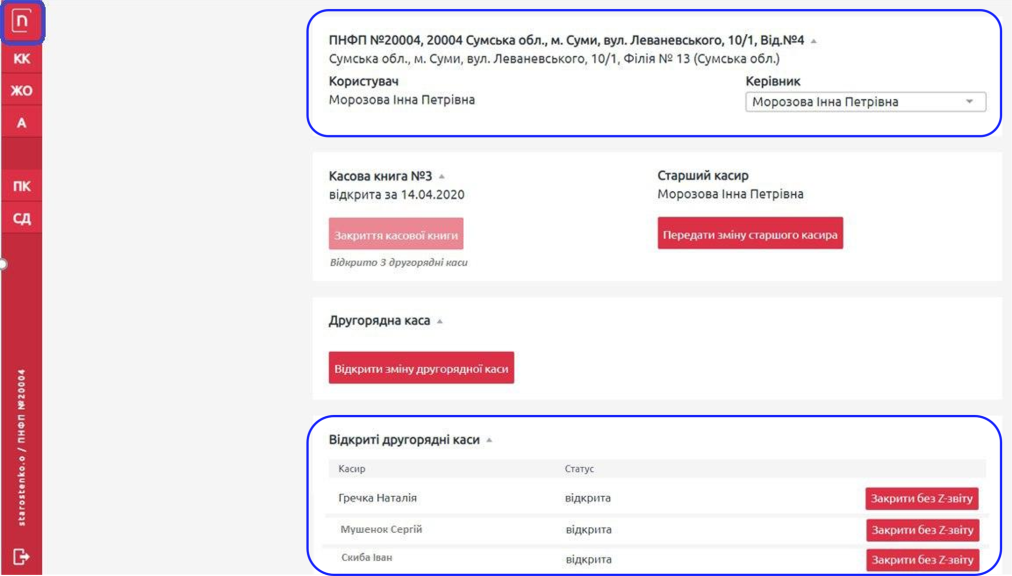 n
КК
ЖО
А
ПК
СД
starostenko.o / ПНФП №20004
ПНФП №20004, 20004 Сумська обл., м. Суми, вул. Леваневського, 10/1, Від.№4
Сумська обл., м. Суми, вул. Леваневського, 10/1, Філія № 13 (Сумська обл.)
Користувач
Морозова Інна Петрівна
Керівник
Морозова Інна Петрівна
Касова книга №3
відкрита за 14.04.2020
Закриття касової книги
Відкрито 3 другорядні каси
Старший касир
Морозова Інна Петрівна
Передати зміну старшого касира
Другорядна каса
Відкрити зміну другорядної каси
Відкриті другорядні каси
Касир Статус
Гречка Наталія відкрита Закрити без Z-звіту
Мушенок Сергій відкрита Закрити без Z-звіту
Скиба Іван відкрита Закрити без Z-звіту